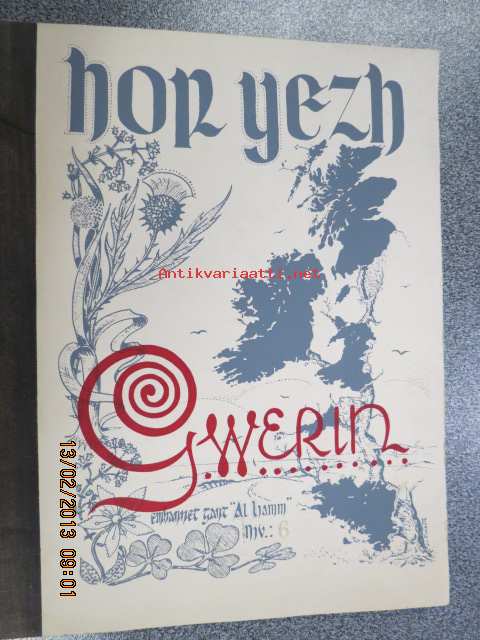 hor yezh
Antikvariaatti.net
GWERIN
embannet gant "Al Liamm"
Niv.: 6
13/02/2013 09:01